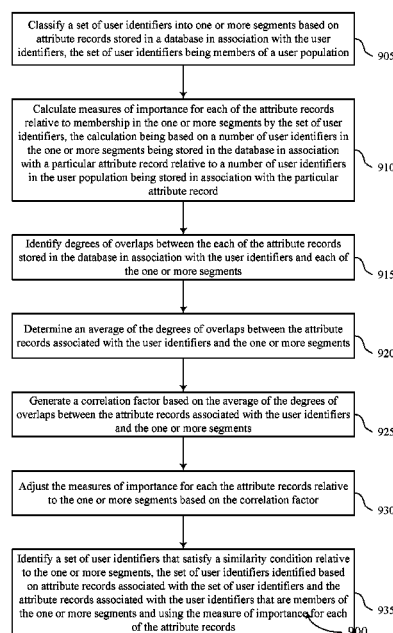 Classify a set of user identifiers into one or more segments based on
attribute records stored in a database in association with the user
identifiers, the set of user identifiers being members of a user
population
905
Calculate measures of importance for each of the attribute records
relative to membership in the one or more segments by the set of user
identifiers, the calculation being based on a number of user identifiers in
the one or more segments being stored in the database in association
with a particular attribute record relative to a number of user identifiers
in the user population being stored in association with the particular
attribute record
910
Identify degrees of overlaps between the each of the attribute records
stored in the database in association with the user identifiers and each of
the one or more segments
915
Determine an average of the degrees of overlaps between the attribute
records associated with the user identifiers and the one or more segments
920
Generate a correlation factor based on the average of the degrees of
overlaps between the attribute records associated with the user identifiers
and the one or more segments
925
Adjust the measures of importance for each the attribute records relative
to the one or more segments based on the correlation factor
930
Identify a set of user identifiers that satisfy a similarity condition relative
to the one or more segments, the set of user identifiers identified based
on attribute records associated with the set of user identifiers and the
attribute records associated with the user identifiers that are members of
the one or more segments and using the measure of importance for each
of the attribute records
935
900